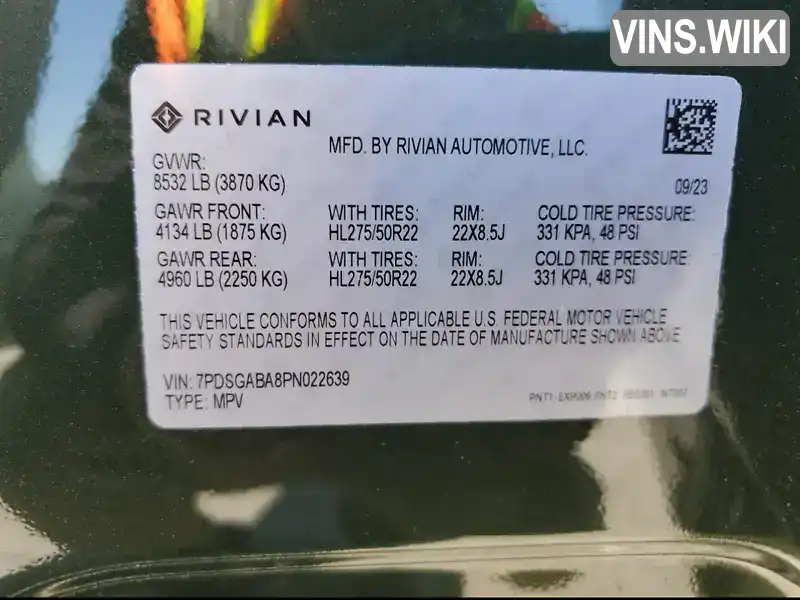 VINS.WIKI
RIVIAN
MFD. BY RIVIAN AUTOMOTIVE, LLC.
GVWR:
8532 LB (3870 KG)
09/23
GAWR FRONT: WITH TIRES: RIM: COLD TIRE PRESSURE:
4134 LB (1875 KG) HL275/50R22 22X8.5J 331 KPA, 48 PSI
GAWR REAR: WITH TIRES: RIM: COLD TIRE PRESSURE:
4960 LB (2250 KG) HL275/50R22 22X8.5J 331 KPA, 48 PSI
THIS VEHICLE CONFORMS TO ALL APPLICABLE U.S. FEDERAL MOTOR VEHICLE
SAFETY STANDARDS IN EFFECT ON THE DATE OF MANUFACTURE SHOWN ABOVE
VIN: 7PDSGABA8PN022639
TYPE: MPV